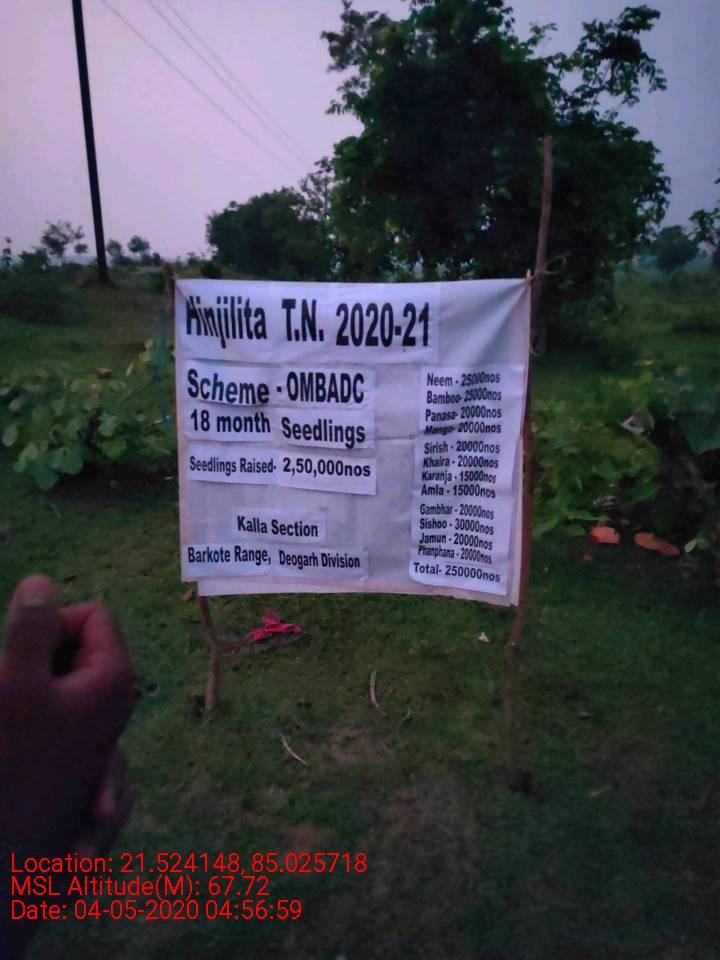 Hinjilita T.N. 2020-21
Scheme - OMBADC
18 month Seedlings
Seedlings Raised- 2,50,000nos
Kalla Section
Barkote Range, Deogarh Division
Neem - 25000nos
Bamboo- 25000nos
Panasa- 20000nos
Mango- 20000nos
Sirish - 20000nos
Khaira - 20000nos
Karanja - 15000nos
Amla - 15000nos
Gambhar - 20000nos
Sishoo - 30000nos
Jamun - 20000nos
Phanphana - 20000nos
Total- 250000nos
Location: 21.524148, 85.025718
MSL Altitude(M): 67.72
Date: 04-05-2020 04:56:59